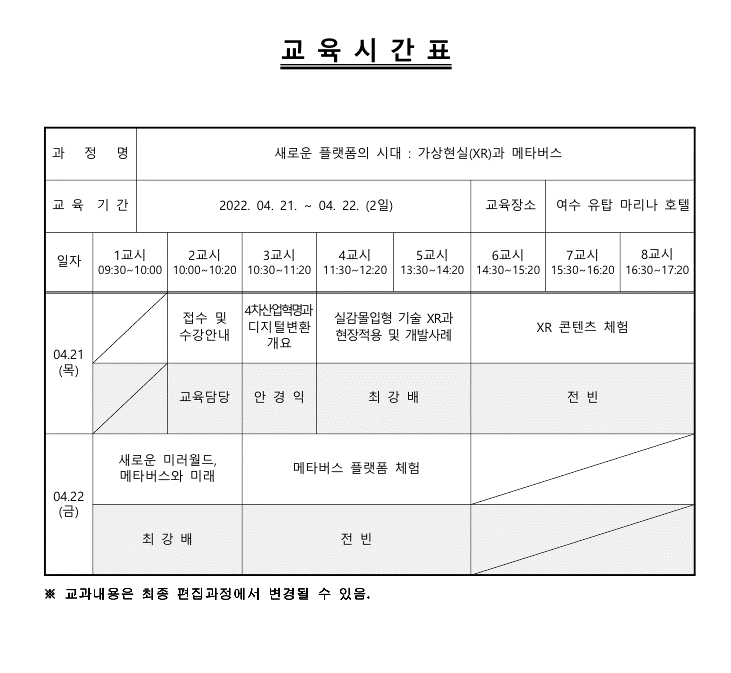 교 육 시 간 표
과 정 명 새로운 플랫폼의 시대 : 가상현실(XR)과 메타버스
교 육 기 간 2022. 04. 21. ~ 04. 22. (2일) 교육장소 여수 유탑 마리나 호텔
일자 1교시 2교시 3교시 4교시 5교시 6교시 7교시 8교시
09:30~10:00 10:00~10:20 10:30~11:20 11:30~12:20 13:30~14:20 14:30~15:20 15:30~16:20 16:30~17:20
04.21
(목)
접수 및
수강안내
4차산업혁명과
디지털변환
개요
실감몰입형 기술 XR과
현장적용 및 개발사례
XR 콘텐츠 체험
교육담당 안 경 익 최 강 배 전 빈
04.22
(금)
새로운 미러월드,
메타버스와 미래
메타버스 플랫폼 체험
최 강 배 전 빈
※ 교과내용은 최종 편집과정에서 변경될 수 있음.